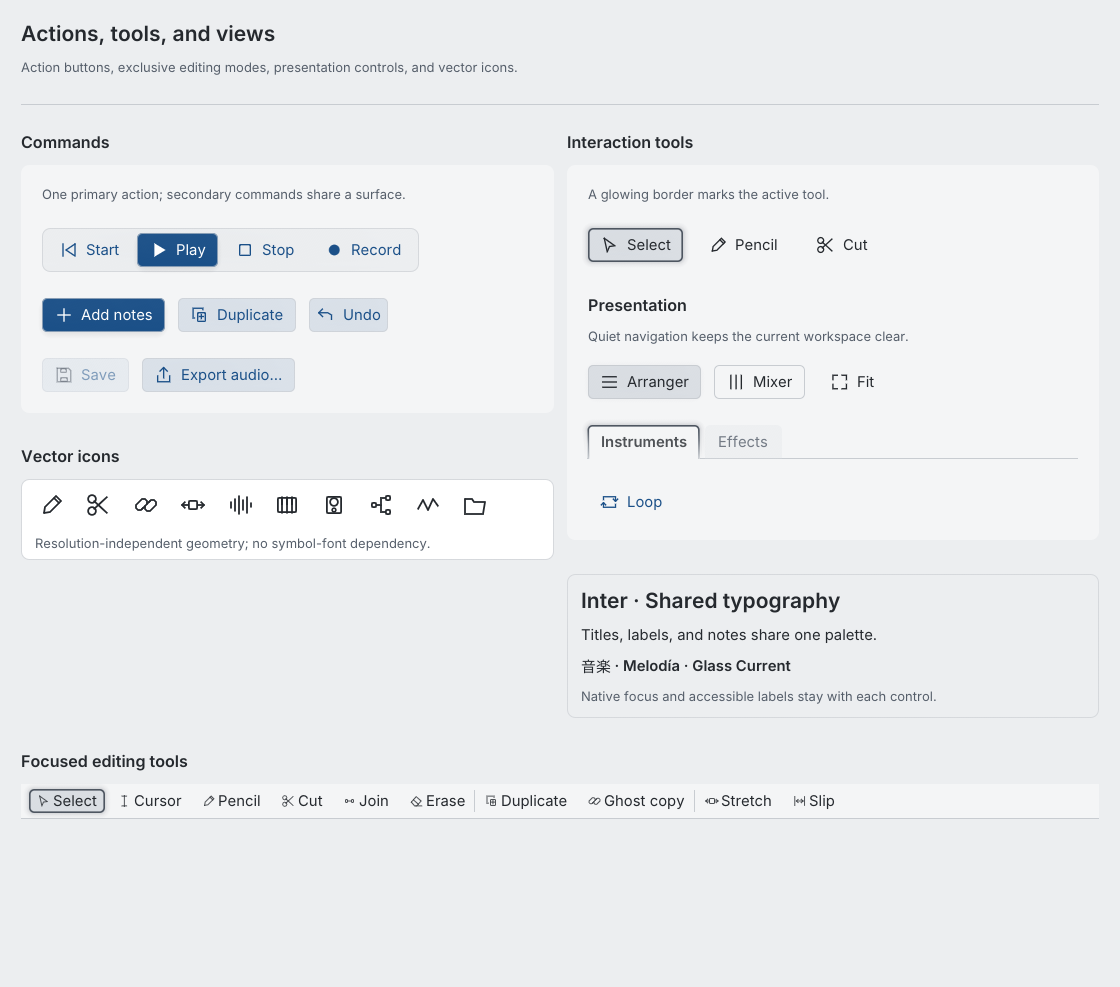 Actions, tools, and views
Action buttons, exclusive editing modes, presentation controls, and vector icons.
Commands
One primary action; secondary commands share a surface.
Start Play Stop Record
Add notes Duplicate Undo
Save Export audio...
Vector icons
Resolution-independent geometry; no symbol-font dependency.
Interaction tools
A glowing border marks the active tool.
Select Pencil Cut
Presentation
Quiet navigation keeps the current workspace clear.
Arranger Mixer Fit
Instruments Effects
Loop
Inter · Shared typography
Titles, labels, and notes share one palette.
音楽 · Melodía · Glass Current
Native focus and accessible labels stay with each control.
Focused editing tools
Select Cursor Pencil Cut Join Erase Duplicate Ghost copy Stretch Slip